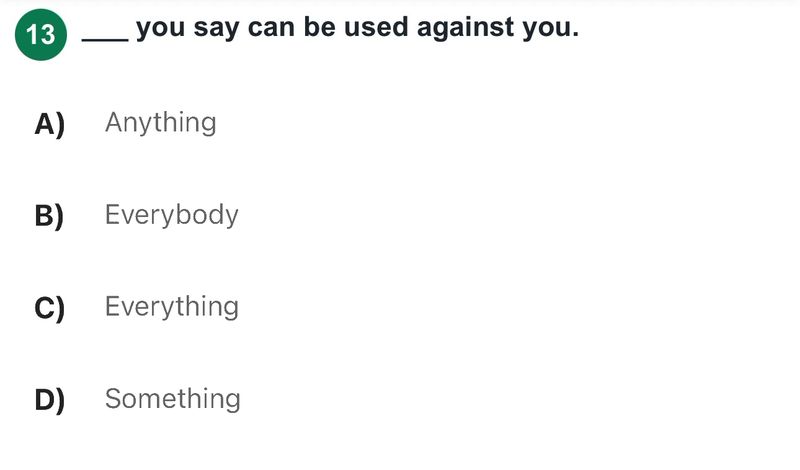 13 ___ you say can be used against you.
A) Anything
B) Everybody
C) Everything
D) Something